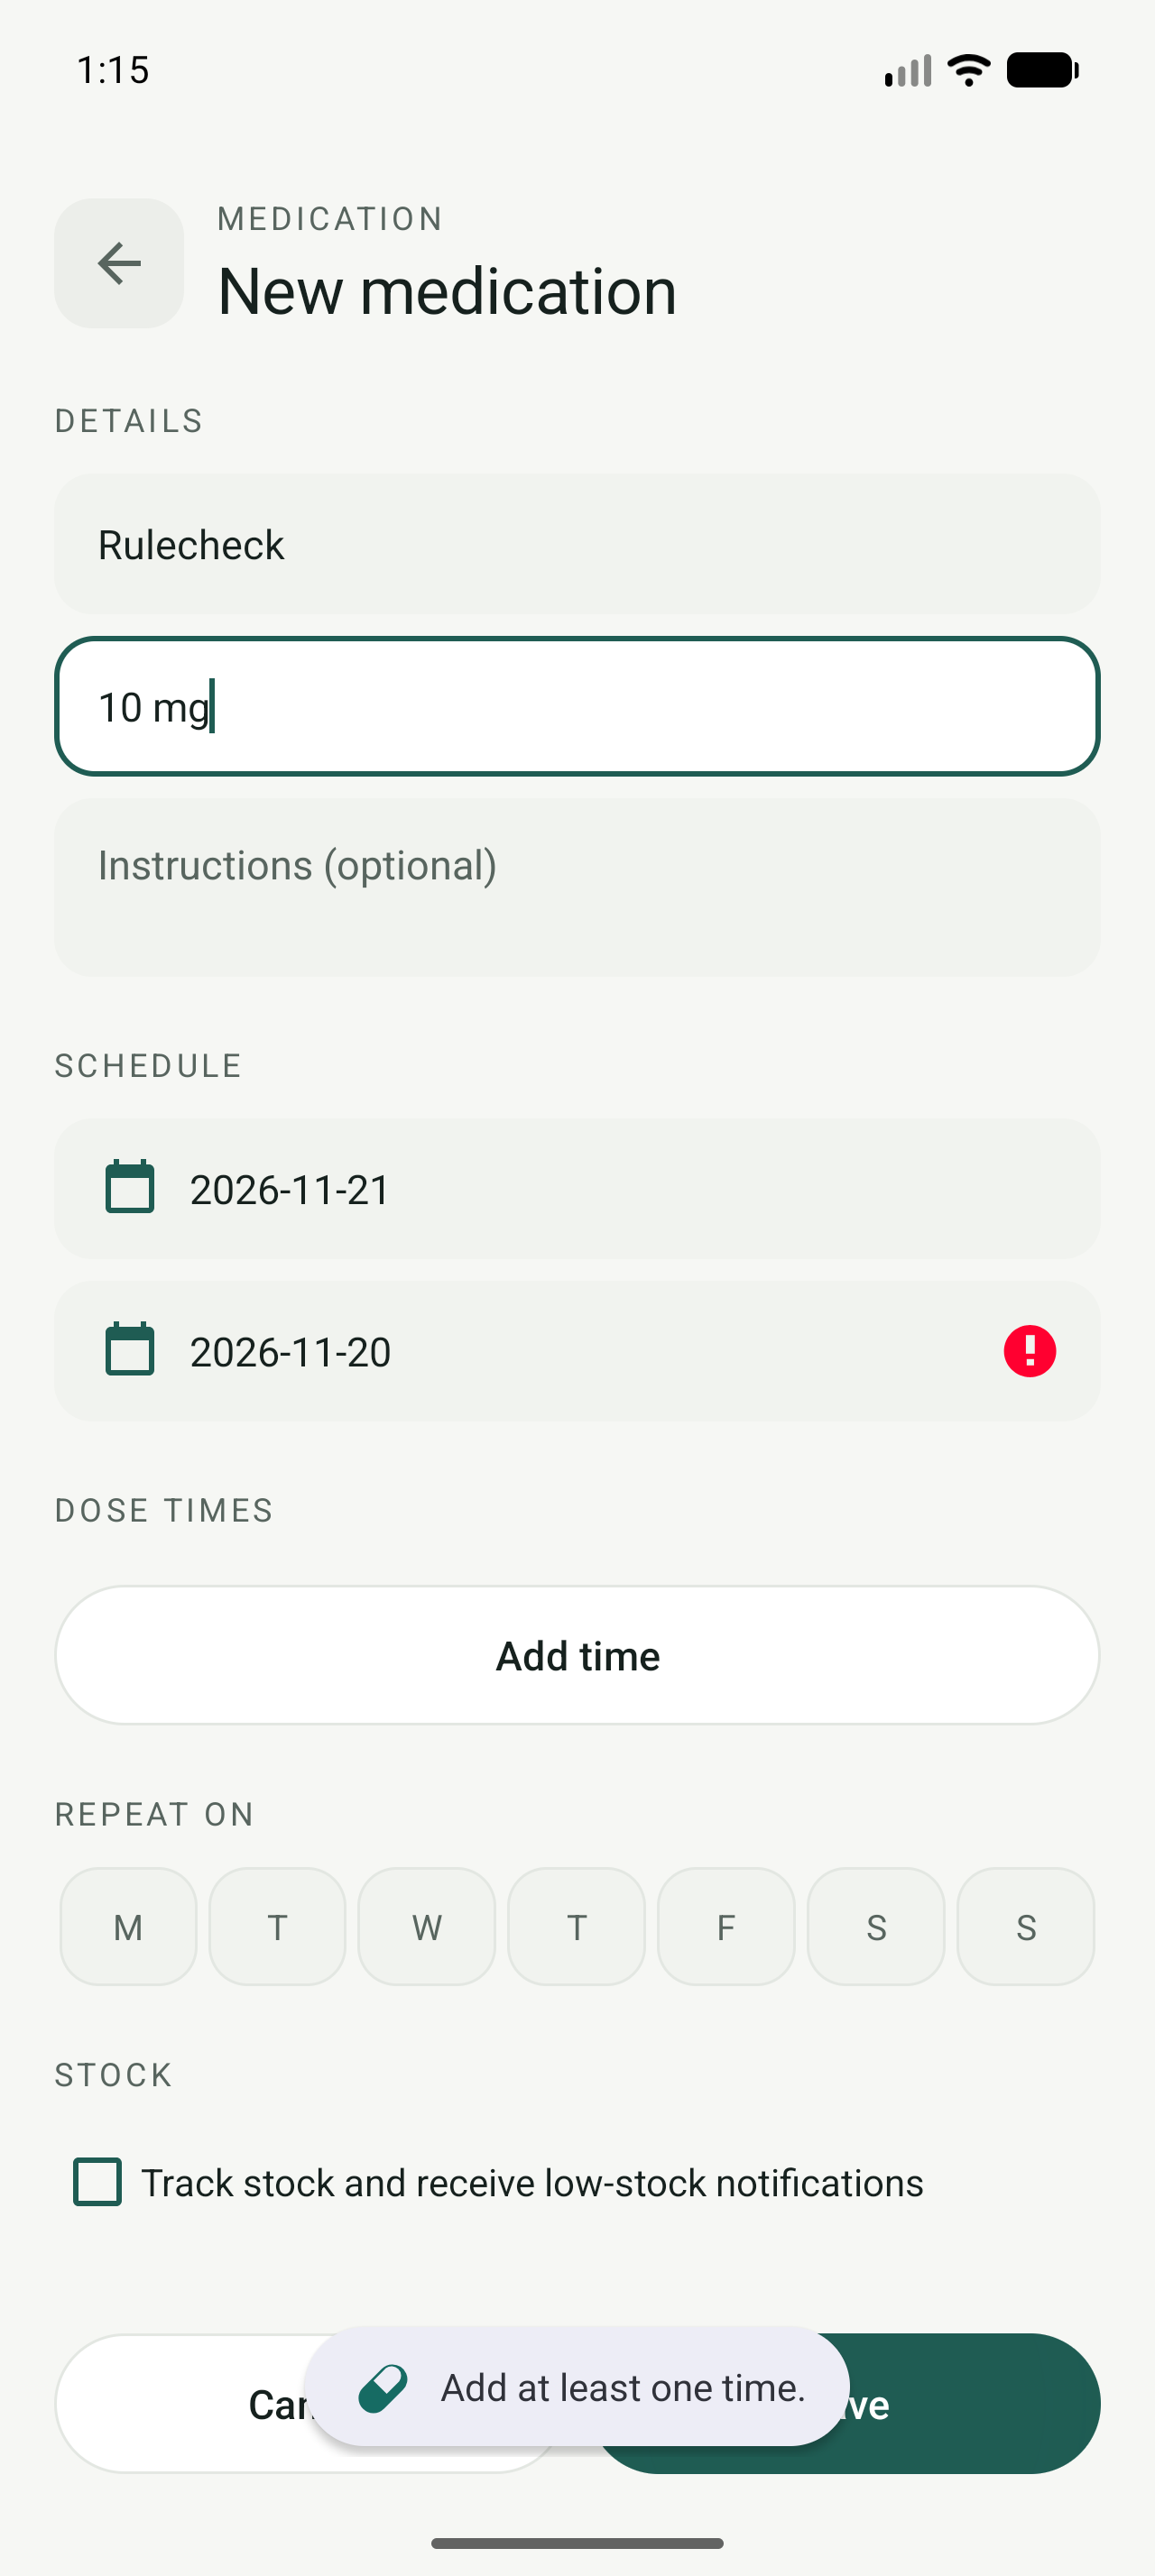 1:15
MEDICATION
New medication
DETAILS
Rulecheck
10 mg
Instructions (optional)
SCHEDULE
2026-11-21
2026-11-20
DOSE TIMES
Add time
REPEAT ON
M T W T F S S
STOCK
Track stock and receive low-stock notifications
Add at least one time.